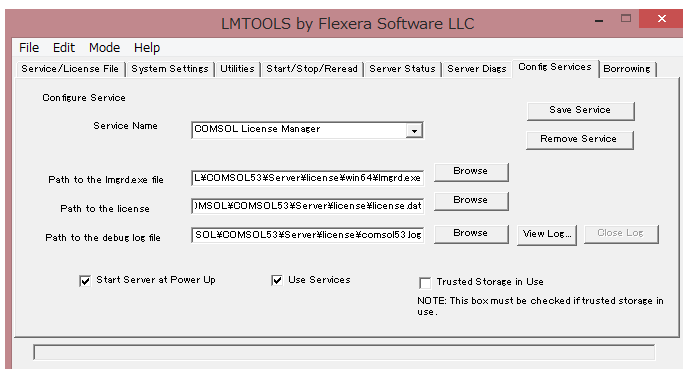 LMTOOLS by Flexera Software LLC
File Edit Mode Help
Service/License File System Settings Utilities Start/Stop/Reread Server Status Server Diags Config Services Borrowing
Configure Service
Save Service
Service Name COMSOL License Manager
Remove Service
Path to the lmgrd.exe file L¥COMSOL53¥Server¥license¥win64¥lmgrd.exe Browse
Path to the license )MSOL¥COMSOL53¥Server¥license¥license.dat Browse
Path to the debug log file SOL¥COMSOL53¥Server¥license¥comsol53.log Browse View Log... Close Log
Start Server at Power Up Use Services Trusted Storage in Use
NOTE: This box must be checked if trusted storage in
use.